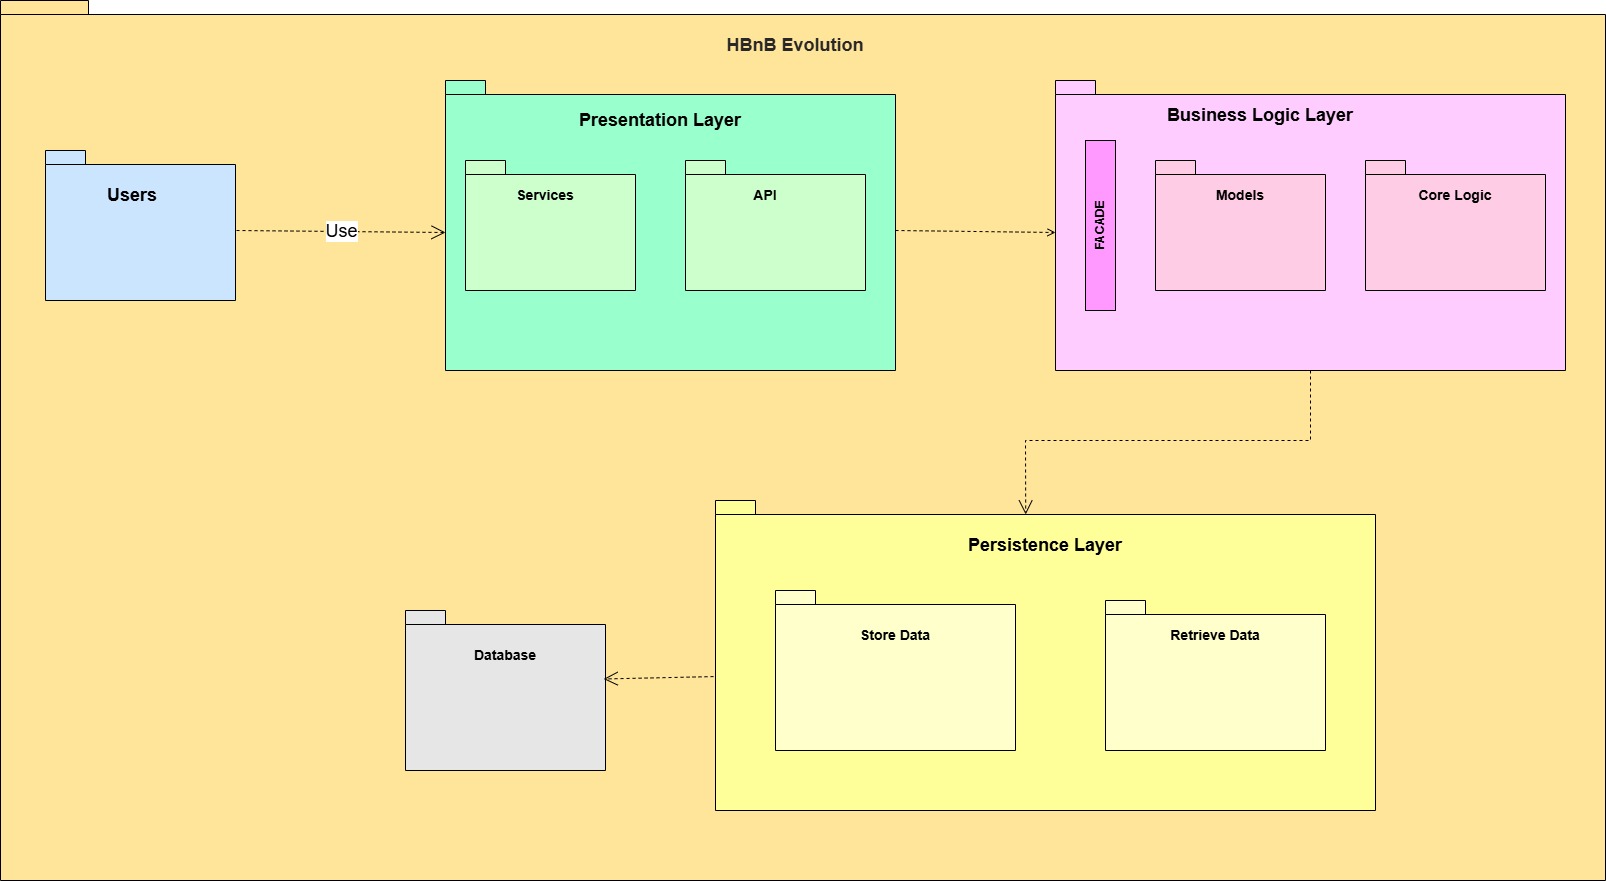 HBnB Evolution
Presentation Layer
Business Logic Layer
Users
Services
API
FACADE
Models
Core Logic
Use
Persistence Layer
Store Data
Retrieve Data
Database